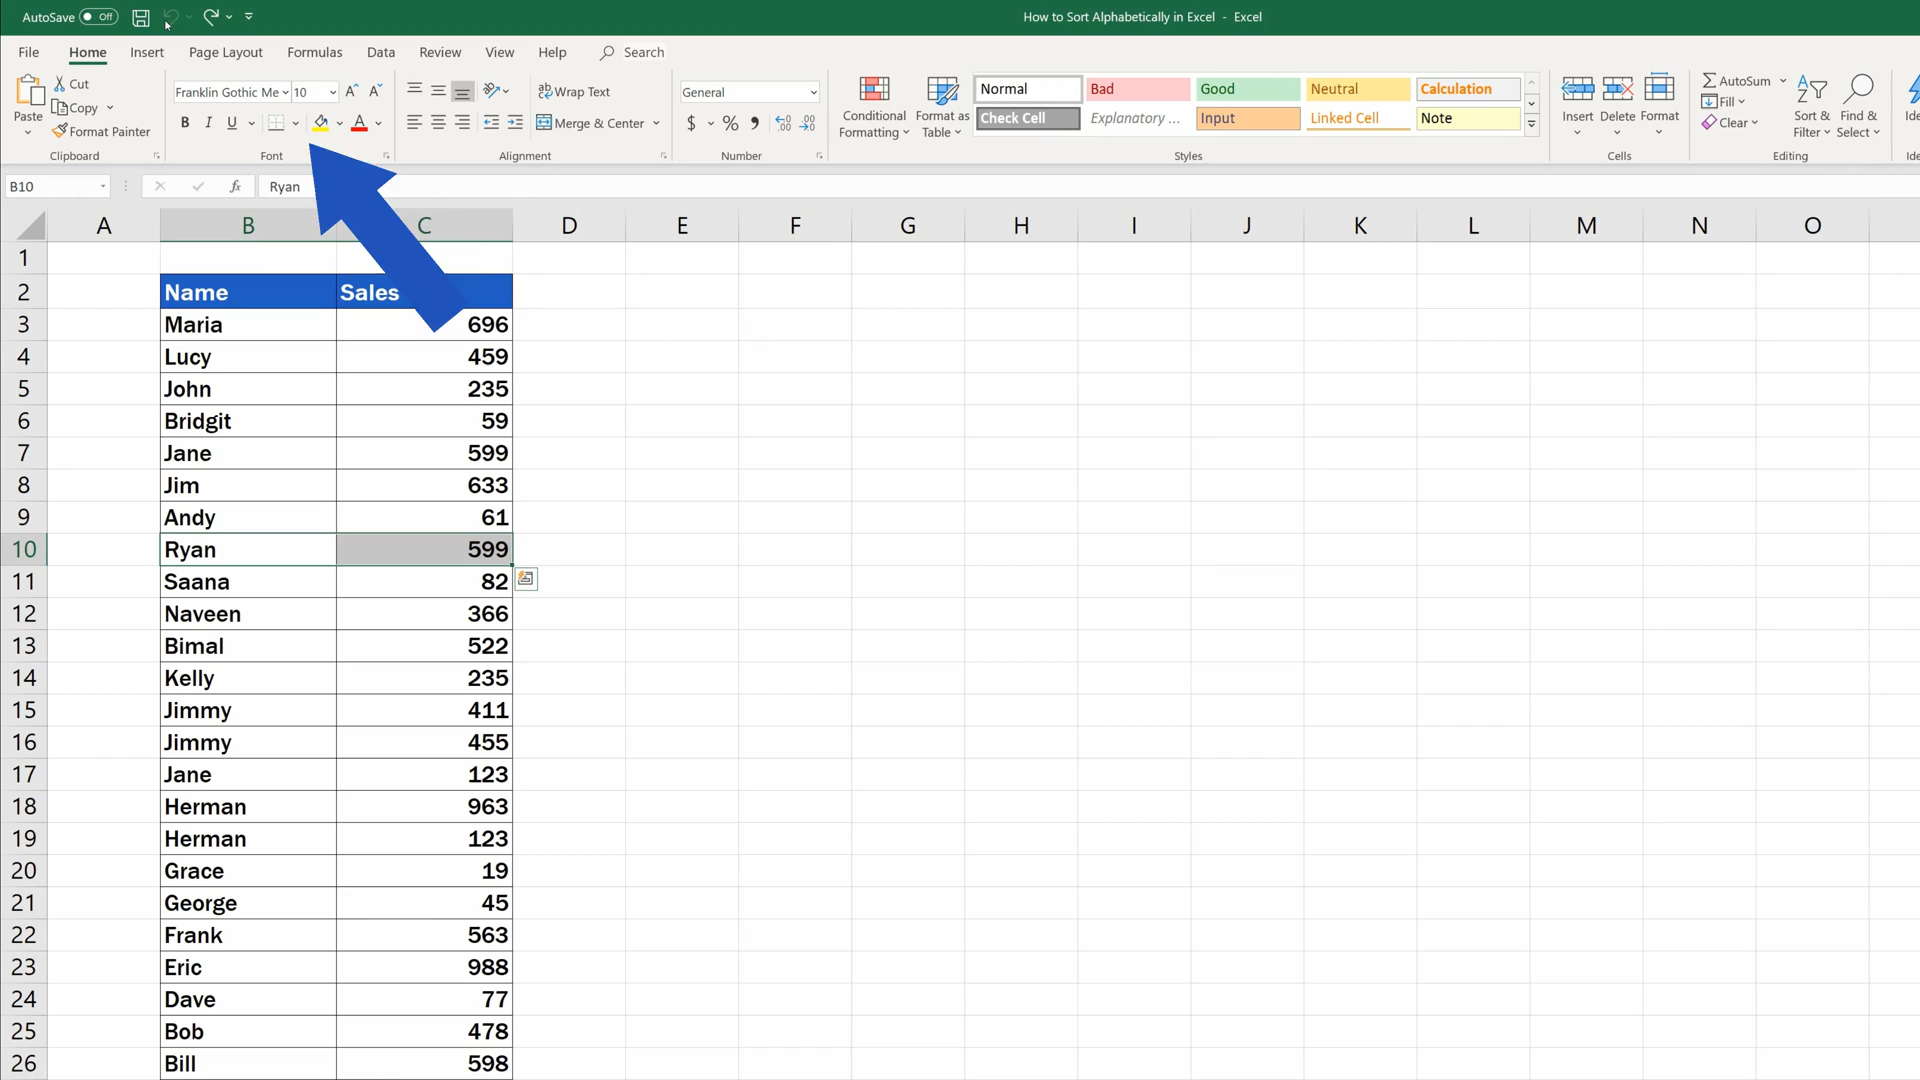 AutoSave Off How to Sort Alphabetically in Excel - Excel
File Home Insert Page Layout Formulas Data Review View Help Search
Paste Cut Copy Format Painter
Clipboard
Franklin Gothic Me 10
B I U A
Font
Wrap Text
Merge & Center
Alignment
General
$ % 9
Number
Conditional Formatting
Format as Table
Normal Bad Good Neutral Calculation
Check Cell Explanatory ... Input Linked Cell Note
Styles
Insert Delete Format
Cells
AutoSum
Fill
Clear
Sort & Filter
Find & Select
Editing
Ide
Ide
B10 fx Ryan
A B C D E F G H I J K L M N O
1
2 Name Sales
3 Maria 696
4 Lucy 459
5 John 235
6 Bridgit 59
7 Jane 599
8 Jim 633
9 Andy 61
10 Ryan 599
11 Saana 82
12 Naveen 366
13 Bimal 522
14 Kelly 235
15 Jimmy 411
16 Jimmy 455
17 Jane 123
18 Herman 963
19 Herman 123
20 Grace 19
21 George 45
22 Frank 563
23 Eric 988
24 Dave 77
25 Bob 478
26 Bill 598